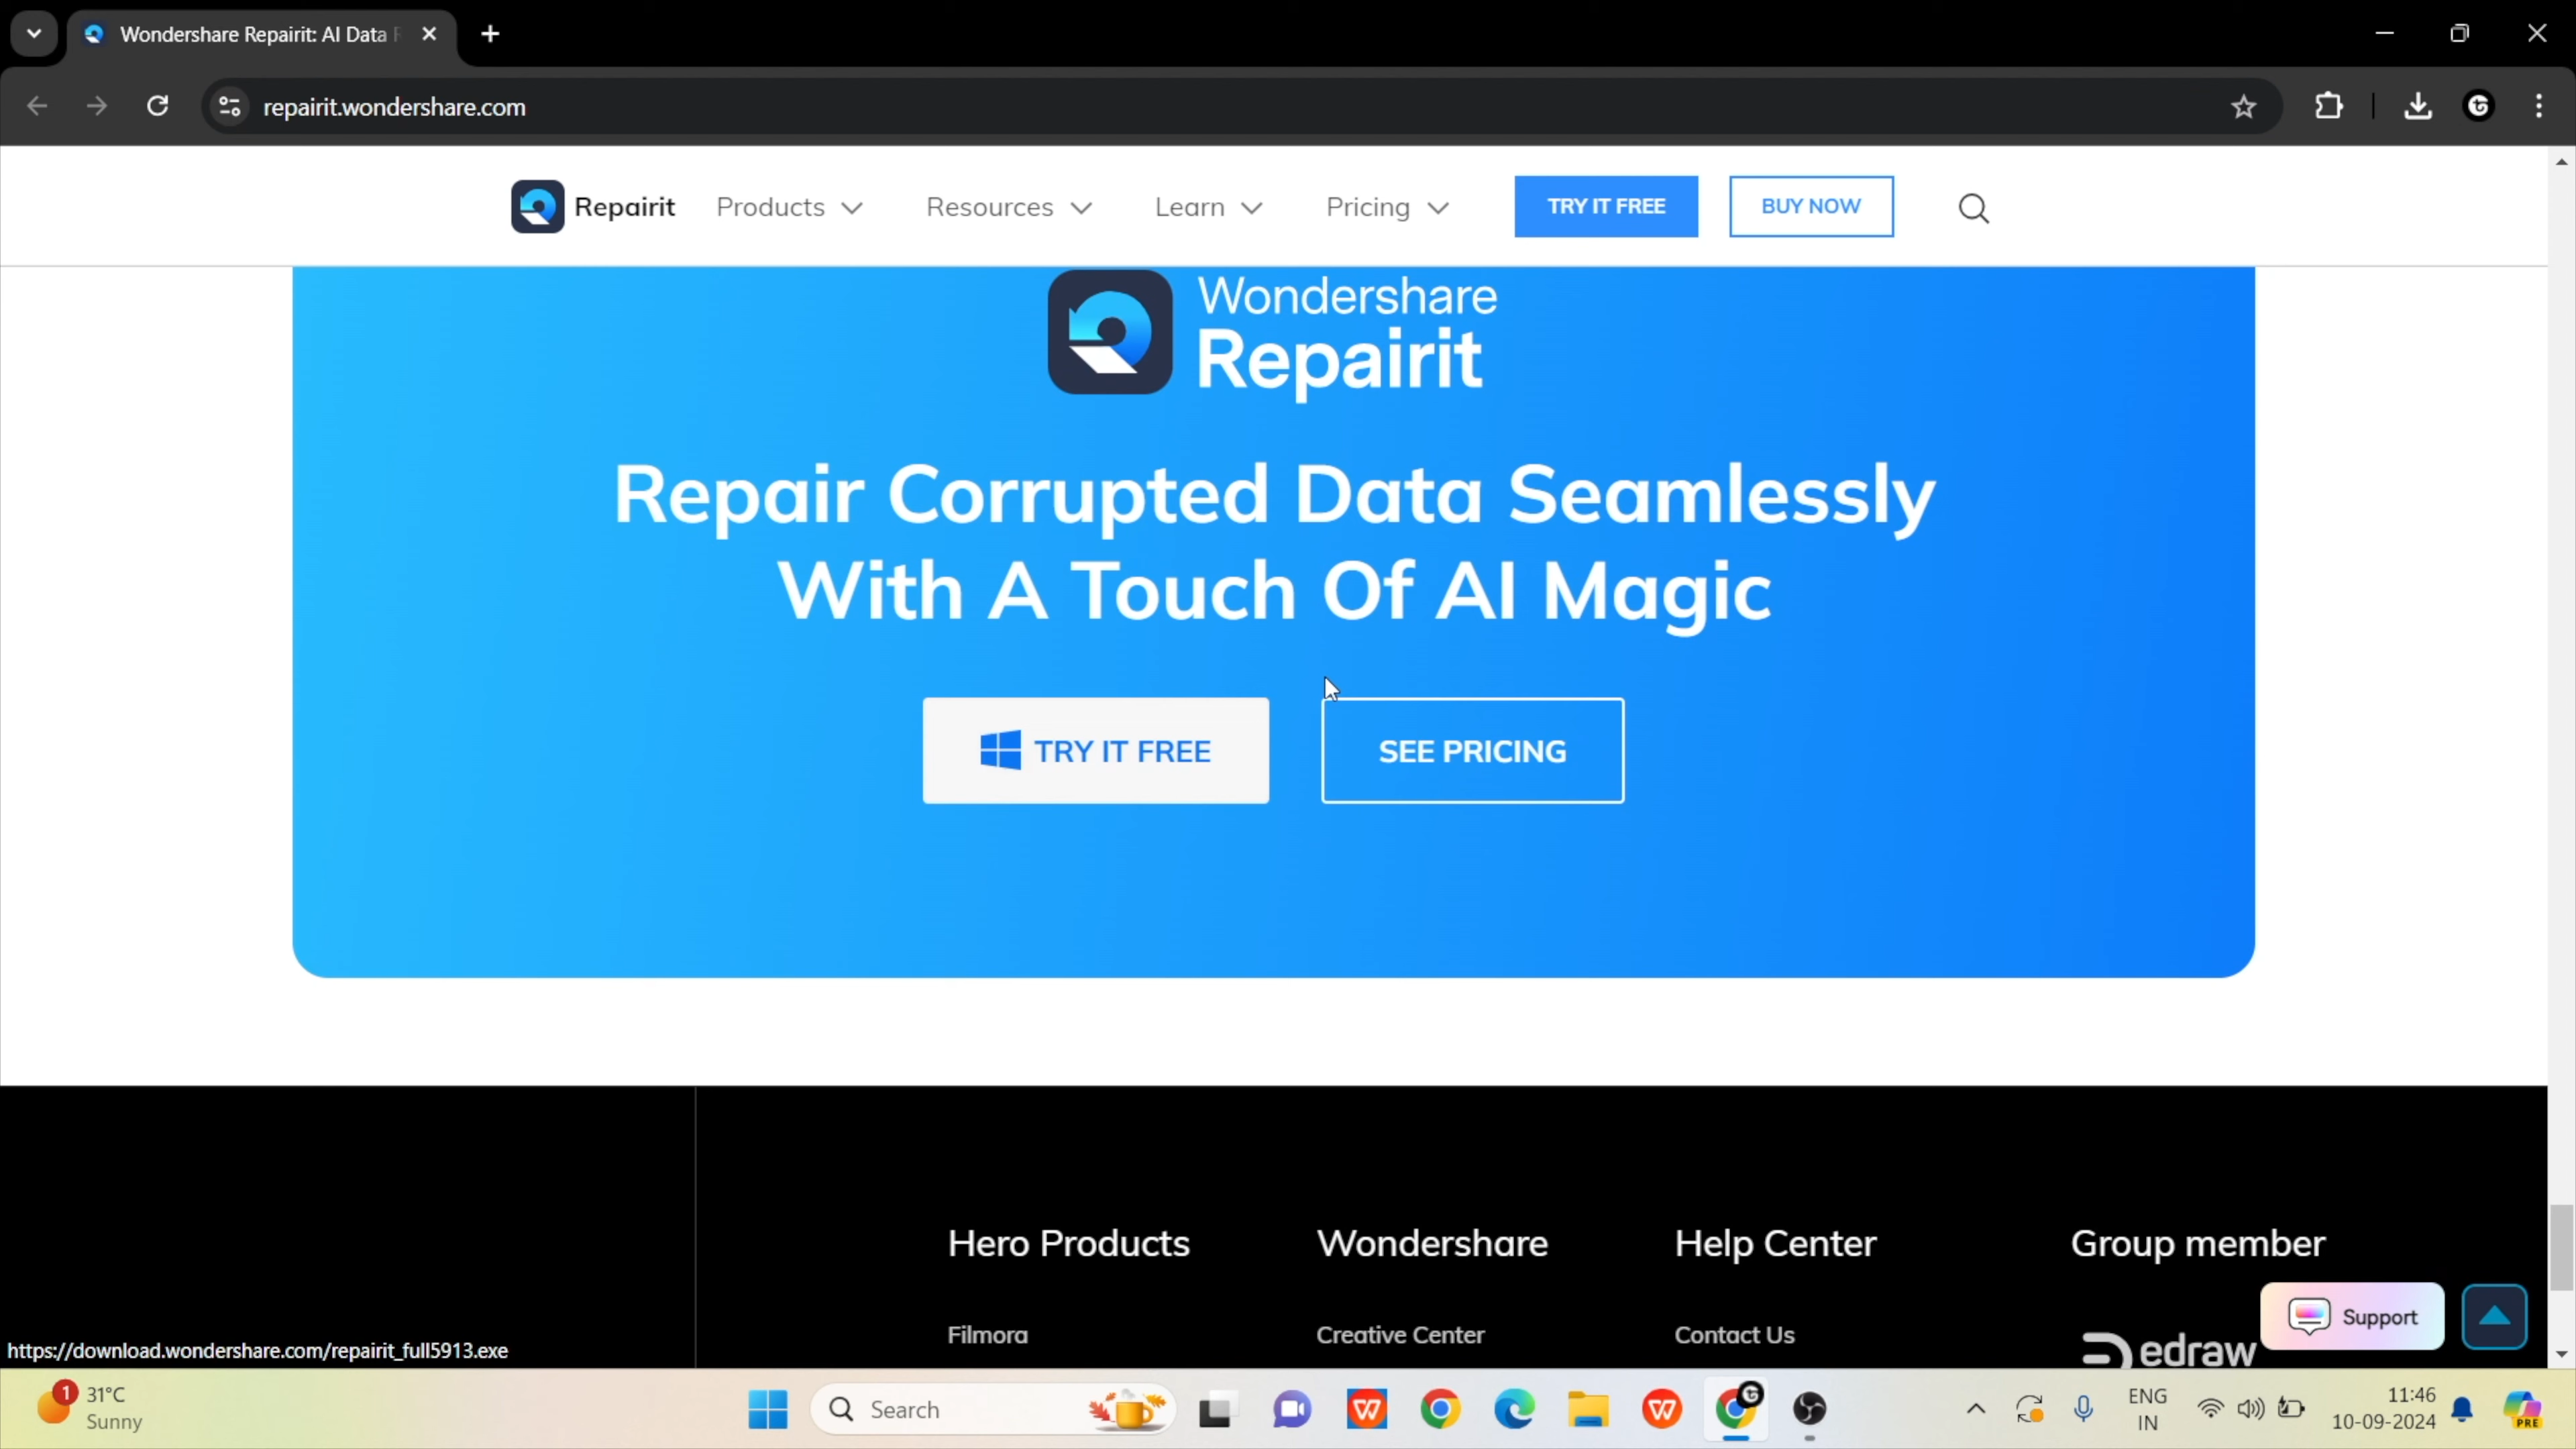 Wondershare Repairit: AI Data
repairit.wondershare.com
Repairit Products Resources Learn Pricing TRY IT FREE BUY NOW
Wondershare
Repairit
Repair Corrupted Data Seamlessly
With A Touch Of AI Magic
TRY IT FREE SEE PRICING
Hero Products Wondershare Help Center Group member
Filmora Creative Center Contact Us edraw
Support
https://download.wondershare.com/repairit_full5913.exe
1 31°C
Sunny
Search
ENG
IN
11:46
10-09-2024
PRE